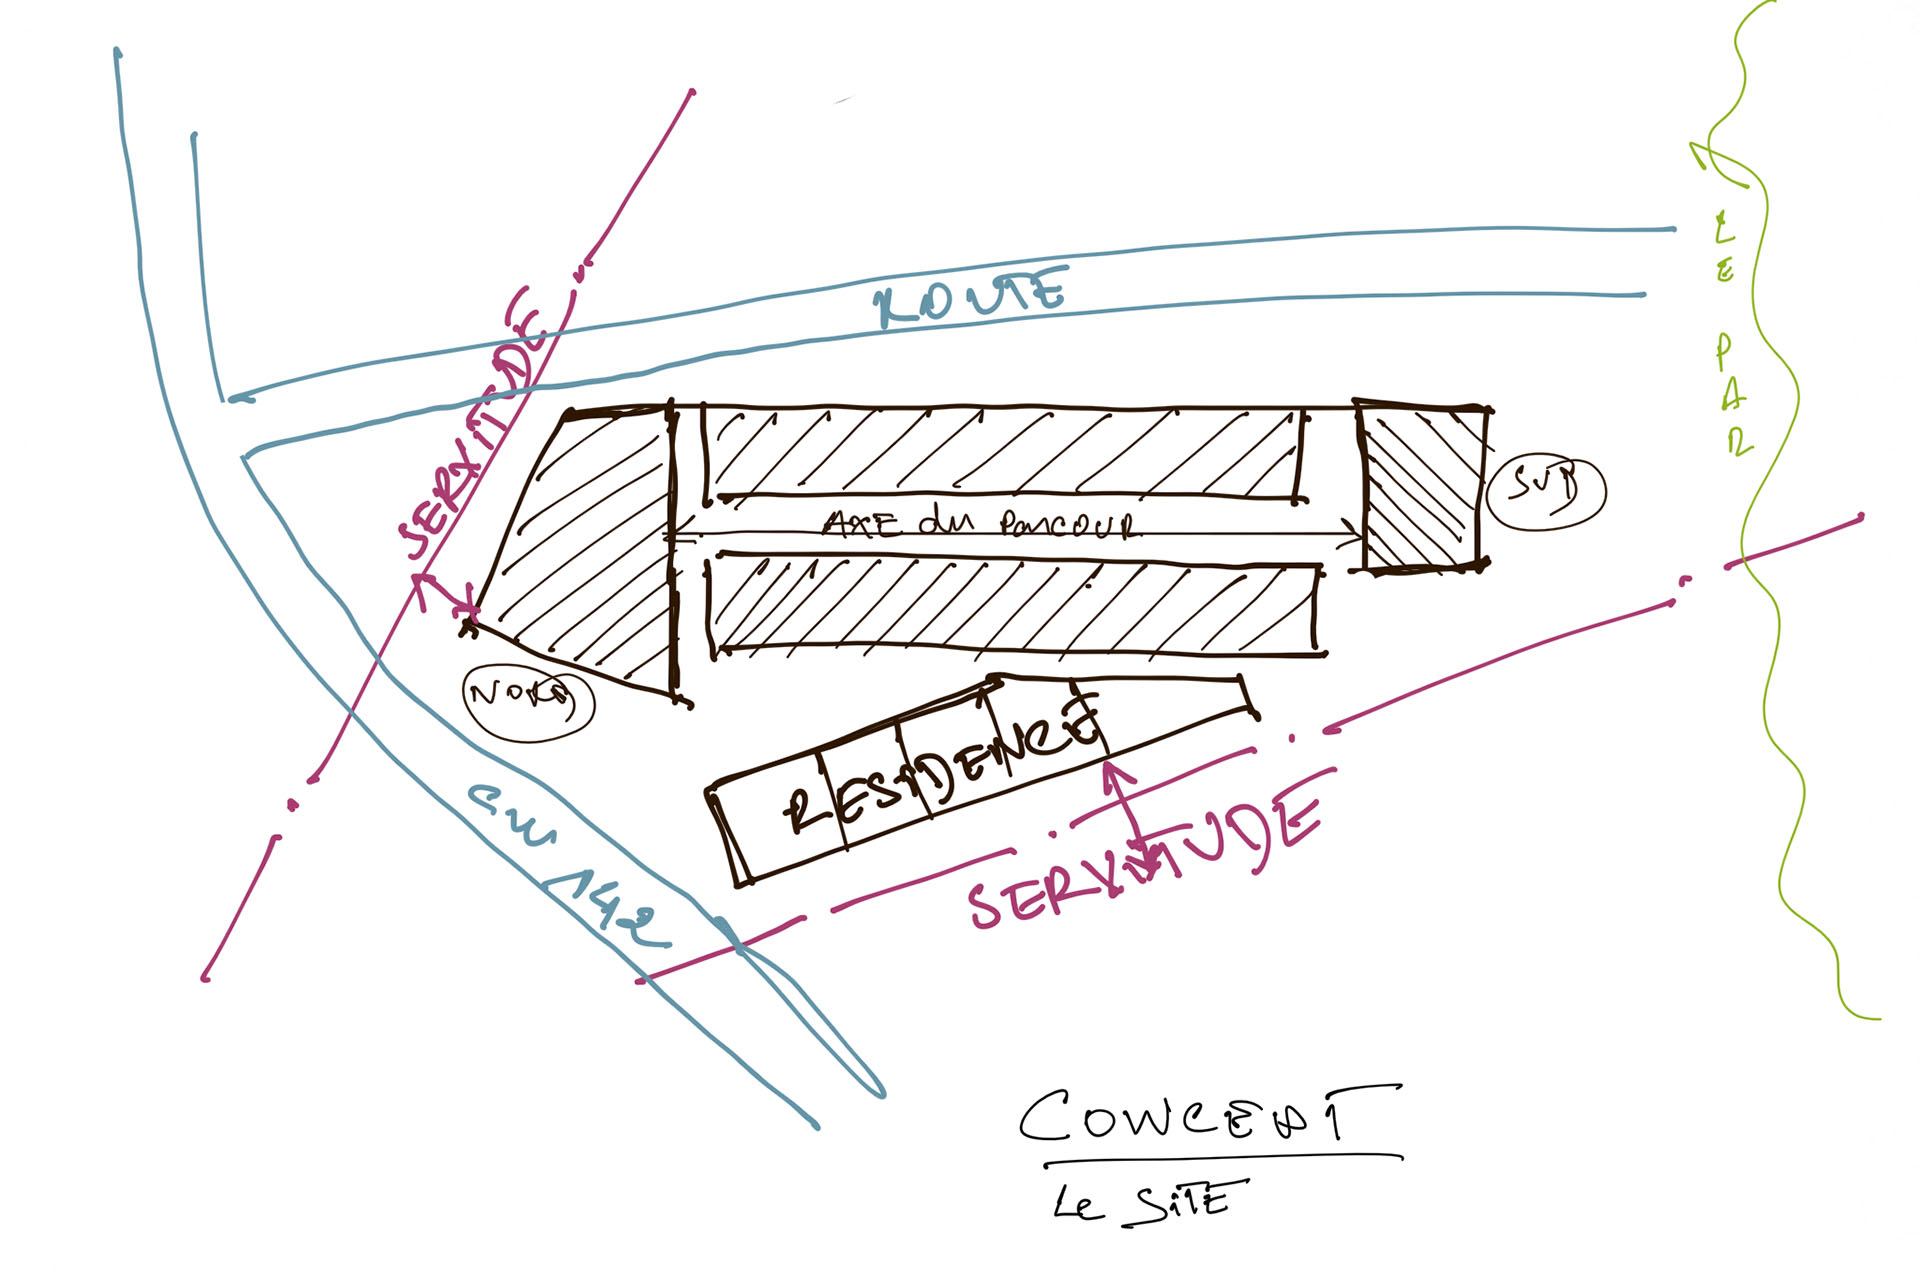 ROUTE
SERVITUDE
LE PAR
AXE du PARCOUR
SUD
NORD
RESIDENCE
CW 142
SERVITUDE
CONCEPT
Le SiTE